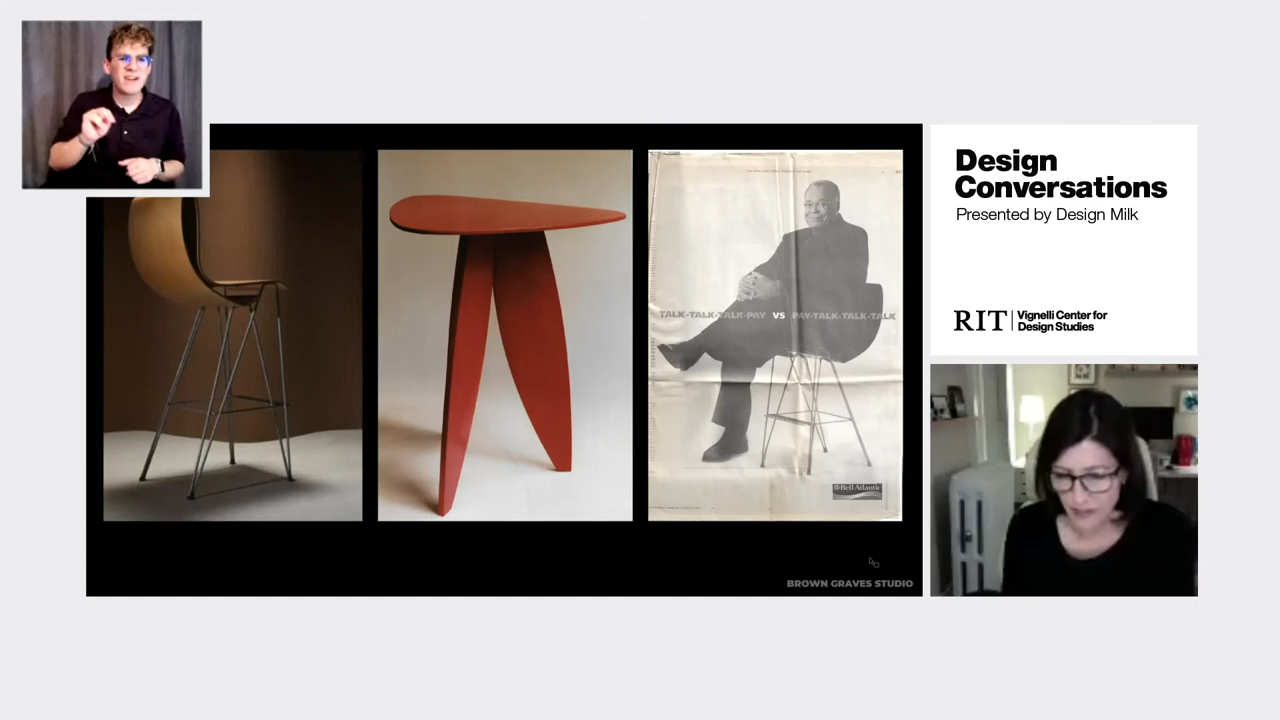 TALK-TALK-TALK-PAY VS PAY-TALK-TALK-TALK
Bell Atlantic
BROWN GRAVES STUDIO
Design
Conversations
Presented by Design Milk
RIT
Vignelli Center for
Design Studies